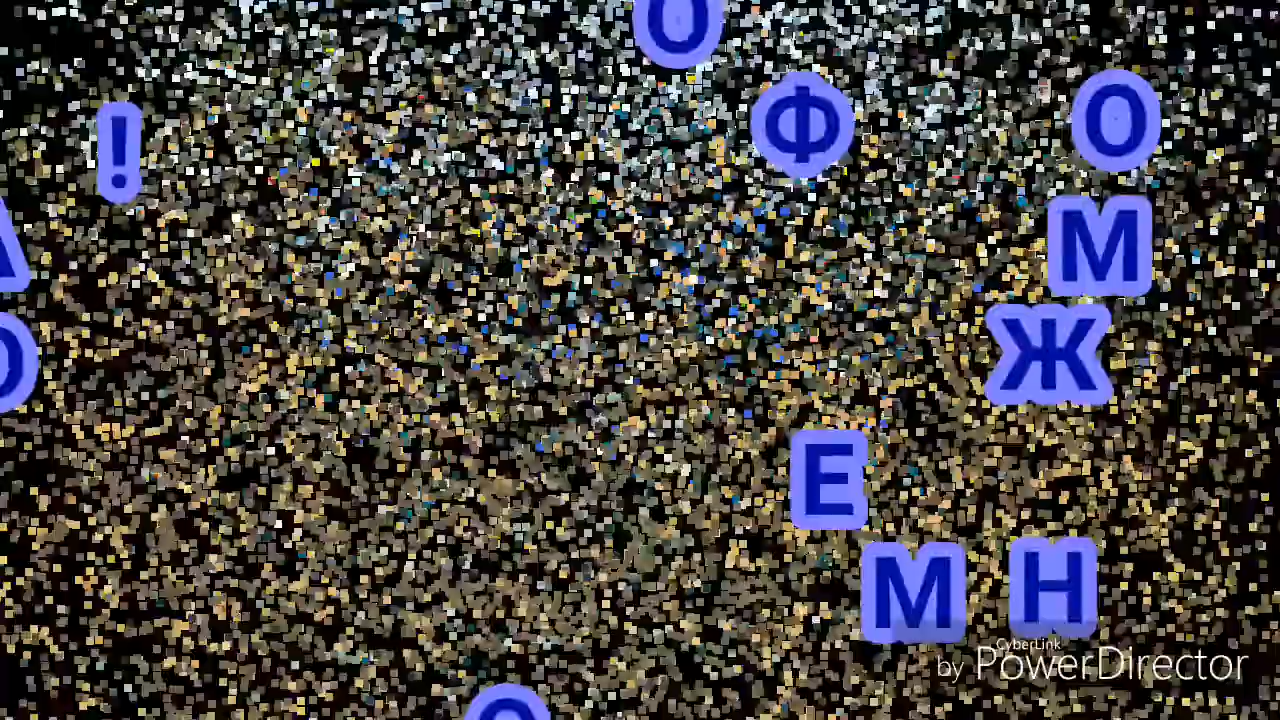 О
Ф
О
!
М
Ж
Е
М
Н
CyberLink
by PowerDirector
О